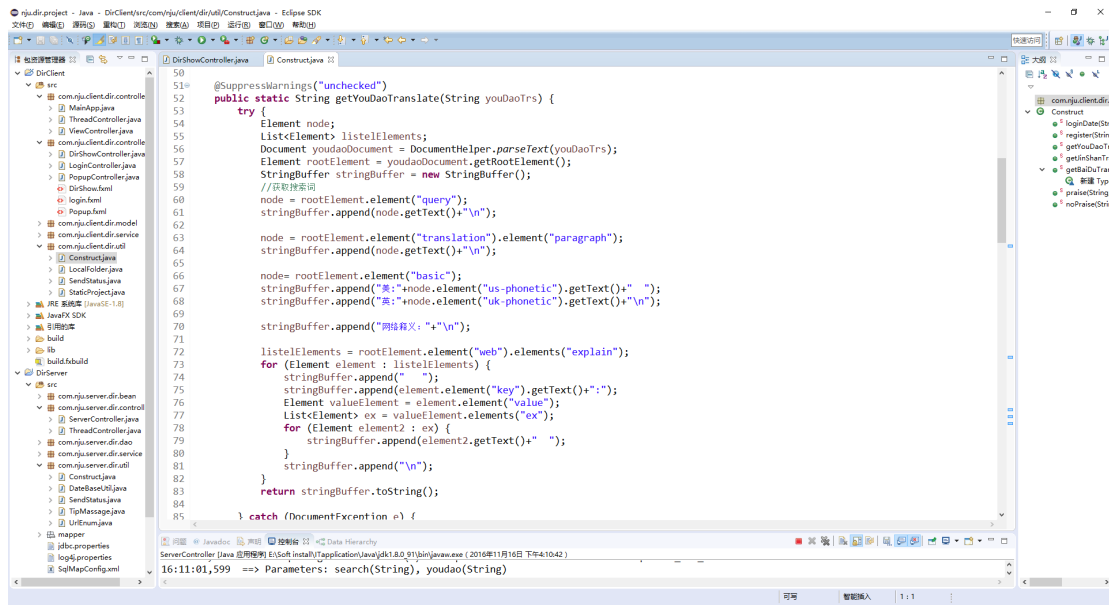 nju.dir.project - Java - DirClient/src/com/nju/client/dir/util/Construct.java - Eclipse SDK
文件(F) 编辑(E) 源码(S) 重构(T) 浏览(N) 搜索(A) 项目(P) 运行(R) 窗口(W) 帮助(H)
快速访问
包资源管理器
DirClient
src
com.nju.client.dir.controlle
MainApp.java
ThreadController.java
ViewController.java
com.nju.client.dir.controlle
DirShowController.java
LoginController.java
PopupController.java
DirShow.fxml
login.fxml
Popup.fxml
com.nju.client.dir.model
com.nju.client.dir.service
com.nju.client.dir.util
Construct.java
LocalFolder.java
SendStatus.java
StaticProject.java
JRE 系统库 [JavaSE-1.8]
JavaFX SDK
引用的库
build
lib
build.fxbuild
DirServer
src
com.nju.server.dir.bean
com.nju.server.dir.controll
ServerController.java
ThreadController.java
com.nju.server.dir.dao
com.nju.server.dir.service
com.nju.server.dir.util
Construct.java
DateBaseUtil.java
SendStatus.java
TipMessage.java
UrlEnum.java
mapper
jdbc.properties
log4j.properties
SqlMapConfig.xml
DirShowController.java Construct.java
50
51 @SuppressWarnings("unchecked")
52 public static String getYouDaoTranslate(String youDaoTrs) {
53 try {
54 Element node;
55 List<Element> listelElements;
56 Document youdaoDocument = DocumentHelper.parseText(youDaoTrs);
57 Element rootElement = youdaoDocument.getRootElement();
58 StringBuffer stringBuffer = new StringBuffer();
59 //获取搜索词
60 node = rootElement.element("query");
61 stringBuffer.append(node.getText()+"\n");
62
63 node = rootElement.element("translation").element("paragraph");
64 stringBuffer.append(node.getText()+"\n");
65
66 node= rootElement.element("basic");
67 stringBuffer.append("美:"+node.element("us-phonetic").getText()+"  ");
68 stringBuffer.append("英:"+node.element("uk-phonetic").getText()+"\n");
69
70 stringBuffer.append("网络释义："+"\n");
71
72 listelElements = rootElement.element("web").elements("explain");
73 for (Element element : listelElements) {
74 stringBuffer.append("   ");
75 stringBuffer.append(element.element("key").getText()+":");
76 Element valueElement = element.element("value");
77 List<Element> ex = valueElement.elements("ex");
78 for (Element element2 : ex) {
79 stringBuffer.append(element2.getText()+"  ");
80 }
81 stringBuffer.append("\n");
82 }
83 return stringBuffer.toString();
84
85 } catch (DocumentException e) {
大纲
com.nju.client.dir.
Construct
loginDate(Str
register(Strin
getYouDaoTr
getJinShanTr
getBaiDuTran
新建 Typ
praise(String
noPraise(Stri
问题 Javadoc 声明 控制台 Data Hierarchy
ServerController [Java 应用程序] E:\Soft install\ITapplication\Java\jdk1.8.0_91\bin\javaw.exe ( 2016年11月16日 下午4:10:42 )
16:11:01,599 ==> Parameters: search(String), youdao(String)
可写 智能插入 1 : 1